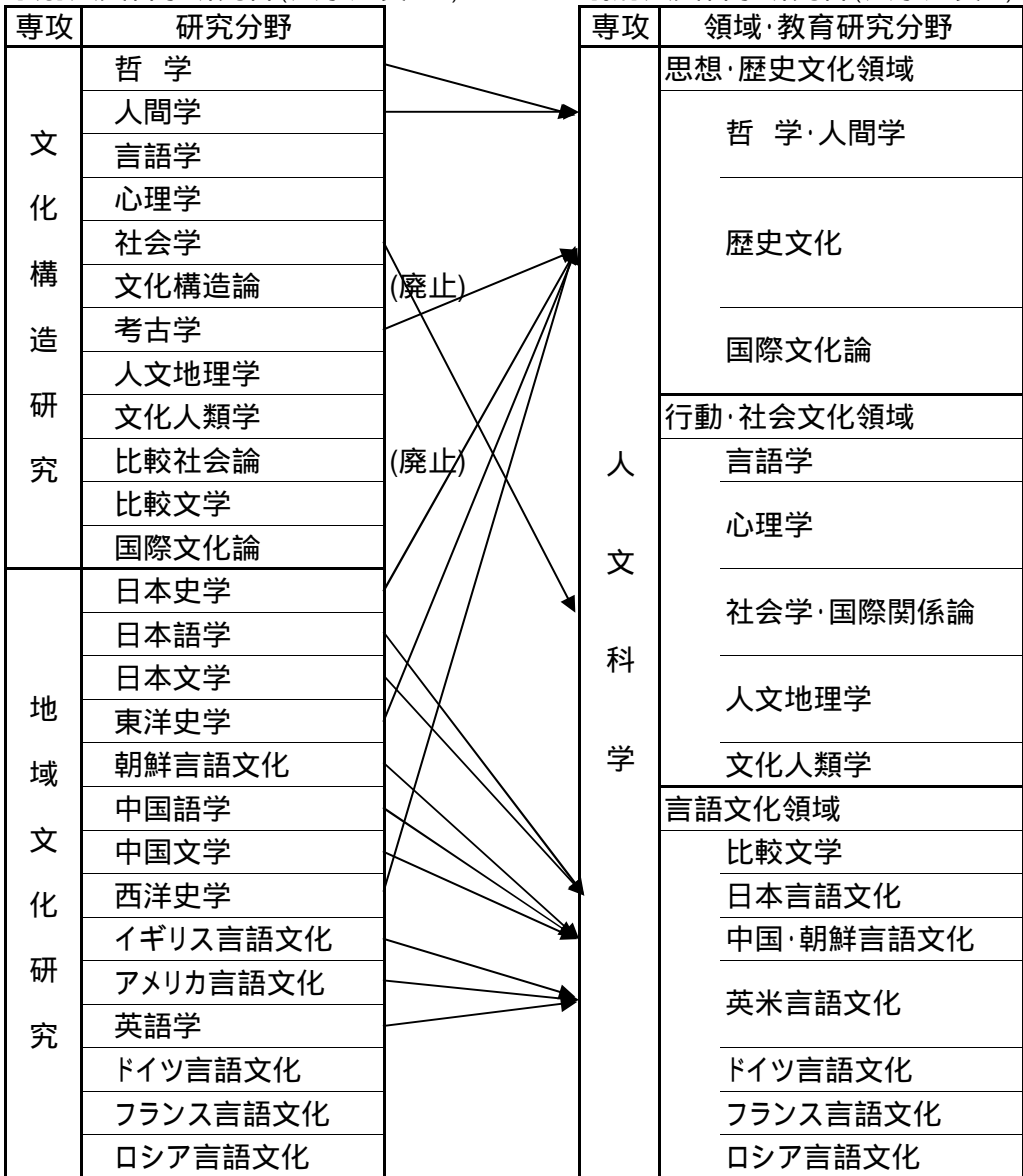 専攻 研究分野
文化構造研究
哲 学
人間学
言語学
心理学
社会学
文化構造論 (廃止)
考古学
人文地理学
文化人類学
比較社会論 (廃止)
比較文学
国際文化論
地域文化研究
日本史学
日本語学
日本文学
東洋史学
朝鮮言語文化
中国語学
中国文学
西洋史学
イギリス言語文化
アメリカ言語文化
英語学
ドイツ言語文化
フランス言語文化
ロシア言語文化
専攻 領域･教育研究分野
人文科学
思想･歴史文化領域
哲 学･人間学
歴史文化
国際文化論
行動･社会文化領域
言語学
心理学
社会学･国際関係論
人文地理学
文化人類学
言語文化領域
比較文学
日本言語文化
中国･朝鮮言語文化
英米言語文化
ドイツ言語文化
フランス言語文化
ロシア言語文化